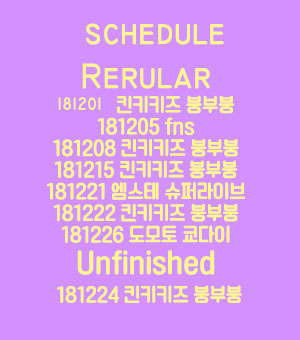 SCHEDULE
RERULAR
181201 킨키키즈 붕부붕
181205 fns
181208 킨키키즈 붕부붕
181215 킨키키즈 붕부붕
181221 엠스테 슈퍼라이브
181222 킨키키즈 붕부붕
181226 도모토 쿄다이
Unfinished
181224 킨키키즈 붕부붕